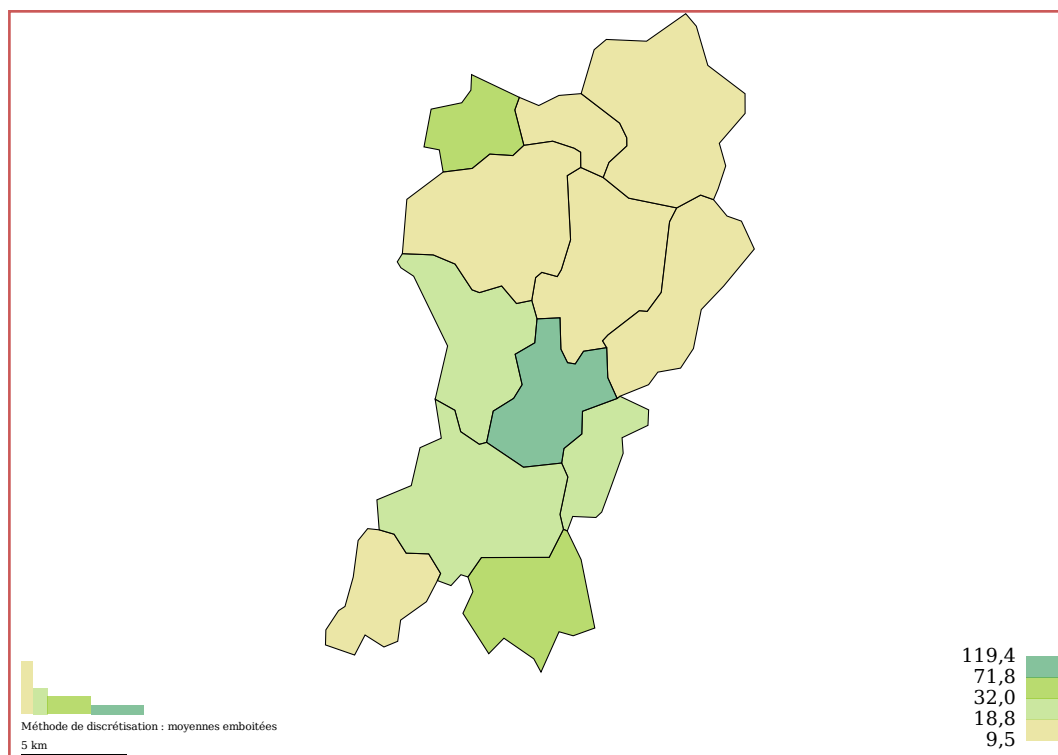 119,4
71,8
32,0
18,8
9,5
Méthode de discrétisation : moyennes emboitées
5 km